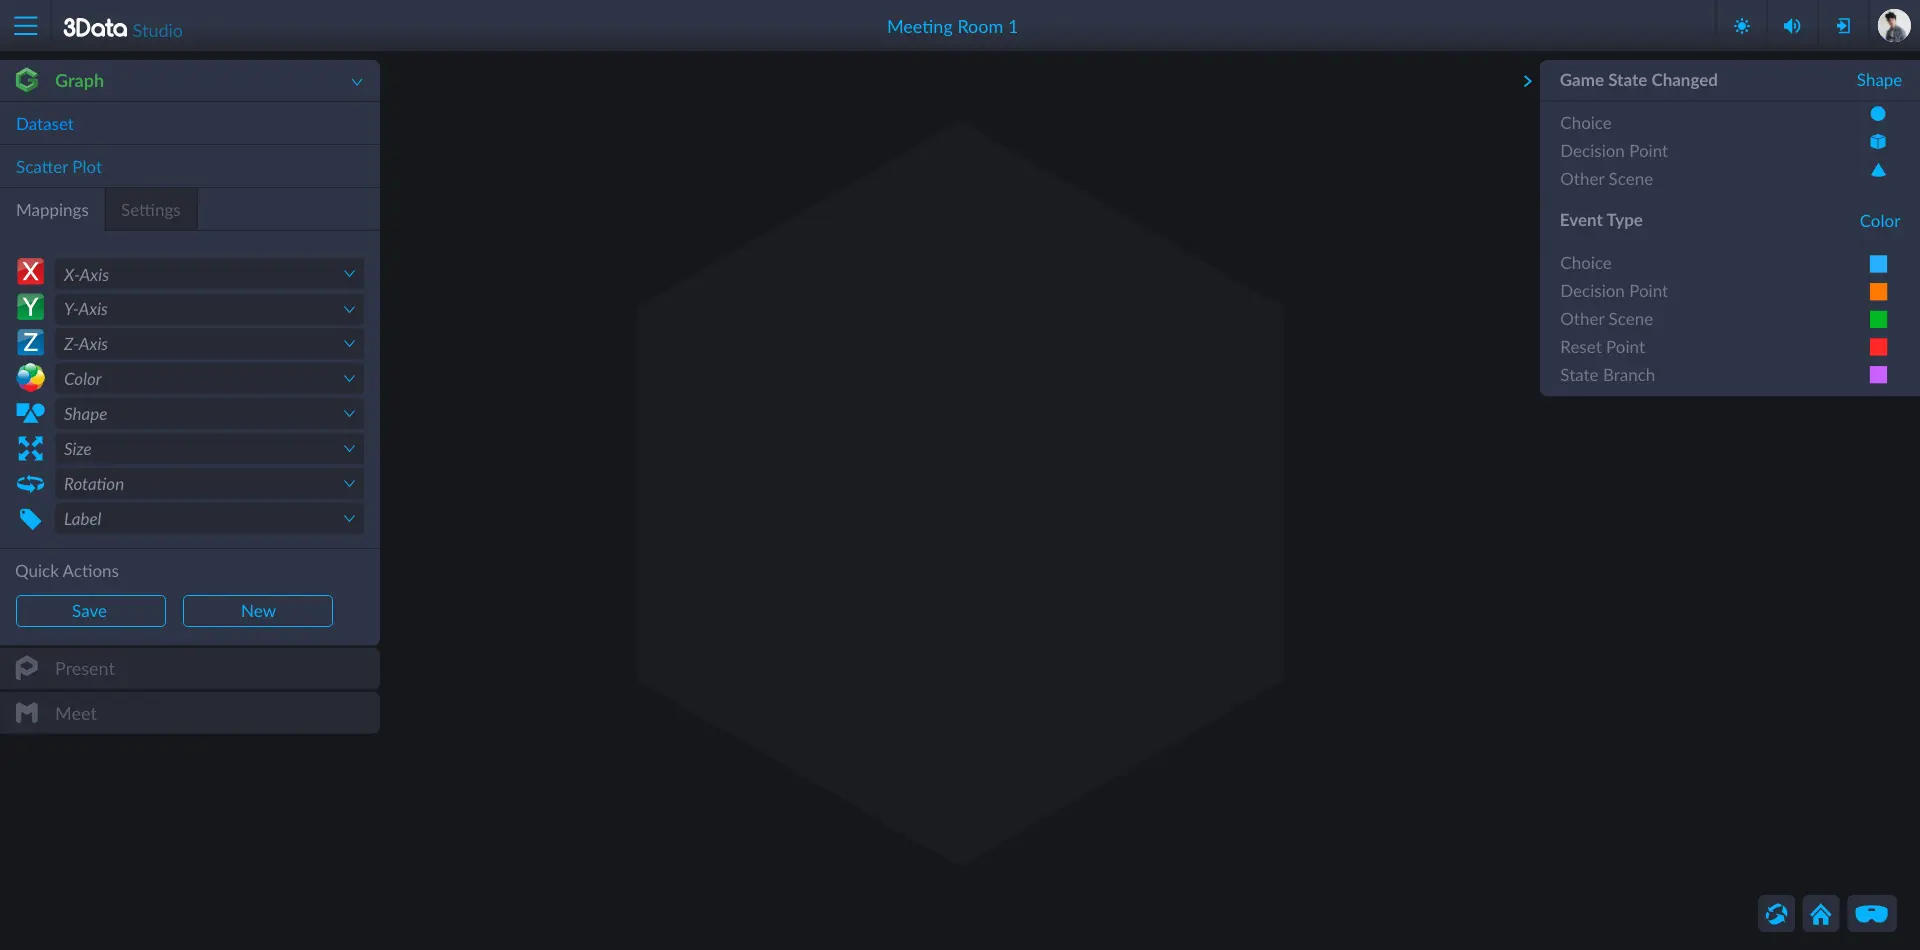 3Data Studio
Meeting Room 1
Graph
Dataset
Scatter Plot
Mappings
Settings
X
X-Axis
Y
Y-Axis
Z
Z-Axis
Color
Shape
Size
Rotation
Label
Quick Actions
Save
New
Present
Meet
Game State Changed
Shape
Choice
Decision Point
Other Scene
Event Type
Color
Choice
Decision Point
Other Scene
Reset Point
State Branch